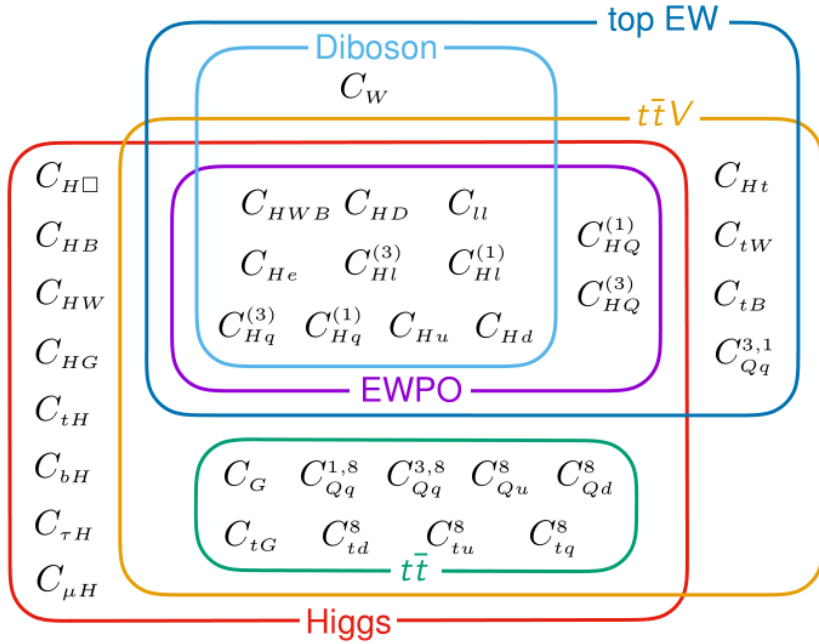 top EW
Diboson
C_W
tt̄V
C_{H□}
C_{HB}
C_{HW}
C_{HG}
C_{tH}
C_{bH}
C_{τH}
C_{μH}
C_{HWB} C_{HD} C_{ll}
C_{He} C_{Hl}^{(3)} C_{Hl}^{(1)}
C_{Hq}^{(3)} C_{Hq}^{(1)} C_{Hu} C_{Hd}
C_{HQ}^{(1)}
C_{HQ}^{(3)}
C_{Ht}
C_{tW}
C_{tB}
C_{Qq}^{3,1}
EWPO
C_G C_{Qq}^{1,8} C_{Qq}^{3,8} C_{Qu}^{8} C_{Qd}^{8}
C_{tG} C_{td}^{8} C_{tu}^{8} C_{tq}^{8}
tt̄
Higgs